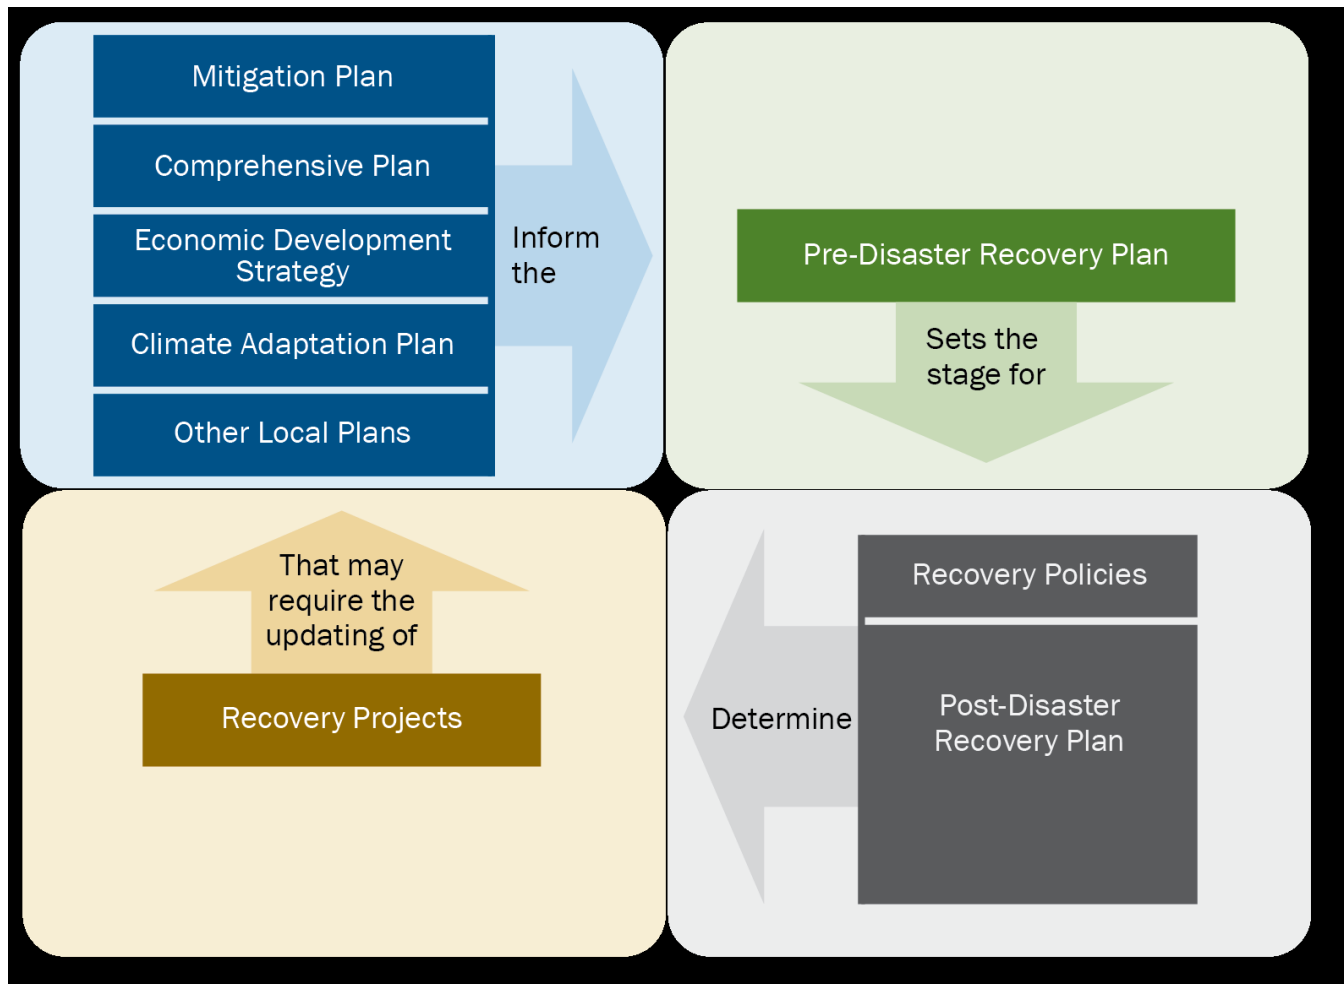 Mitigation Plan
Comprehensive Plan
Economic Development
Strategy
Climate Adaptation Plan
Other Local Plans
Inform
the
Pre-Disaster Recovery Plan
Sets the
stage for
Recovery Policies
Post-Disaster
Recovery Plan
Determine
Recovery Projects
That may
require the
updating of